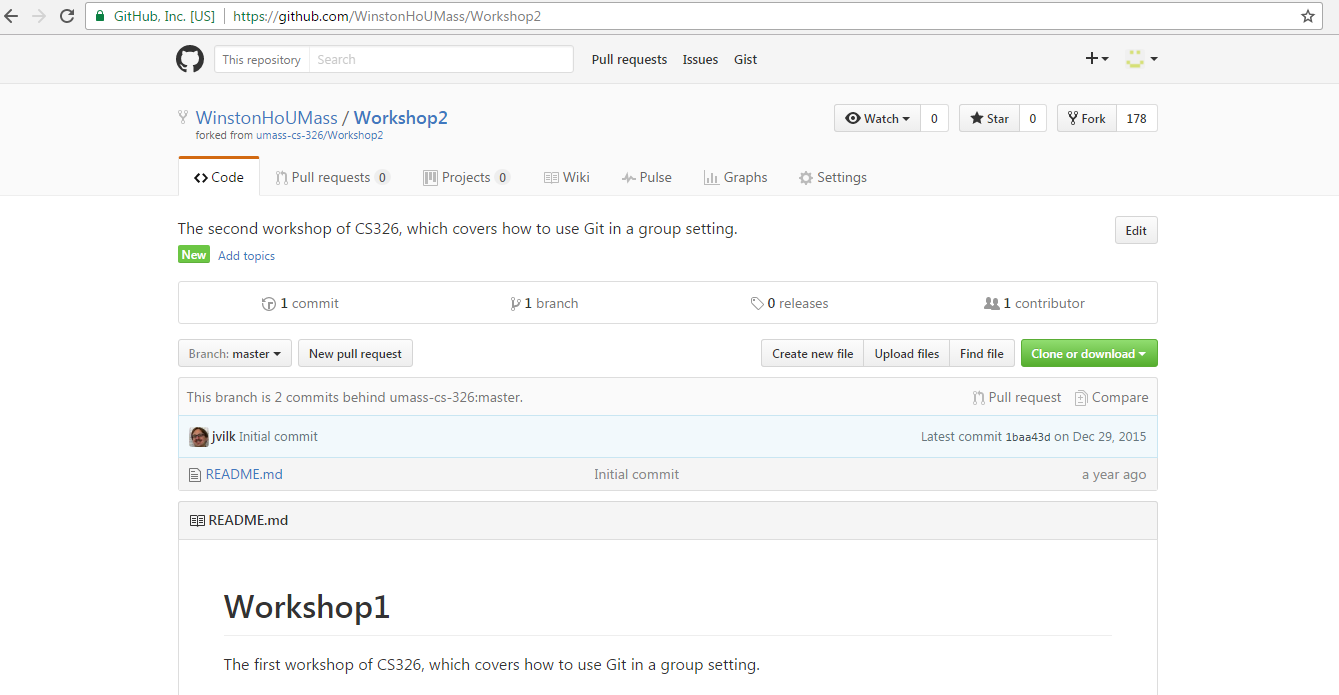 GitHub, Inc. [US] https://github.com/WinstonHoUMass/Workshop2
This repository Search Pull requests Issues Gist
WinstonHoUMass / Workshop2 Watch 0 Star 0 Fork 178
forked from umass-cs-326/Workshop2
Code Pull requests 0 Projects 0 Wiki Pulse Graphs Settings
The second workshop of CS326, which covers how to use Git in a group setting. Edit
New Add topics
1 commit 1 branch 0 releases 1 contributor
Branch: master New pull request Create new file Upload files Find file Clone or download
This branch is 2 commits behind umass-cs-326:master. Pull request Compare
jvilk Initial commit Latest commit 1baa43d on Dec 29, 2015
README.md Initial commit a year ago
README.md
Workshop1
The first workshop of CS326, which covers how to use Git in a group setting.